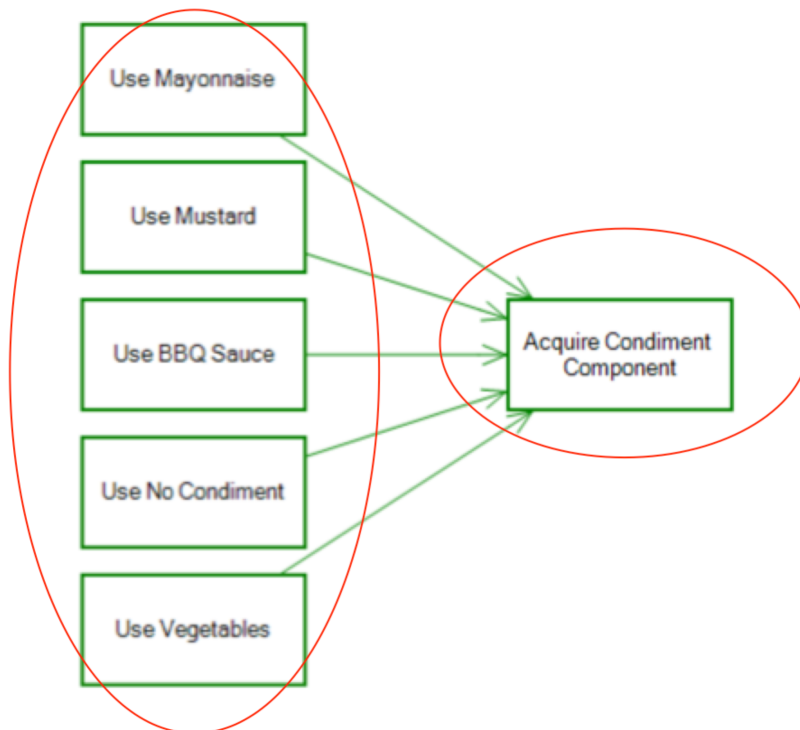 Use Mayonnaise
Use Mustard
Use BBQ Sauce
Acquire Condiment
Component
Use No Condiment
Use Vegetables